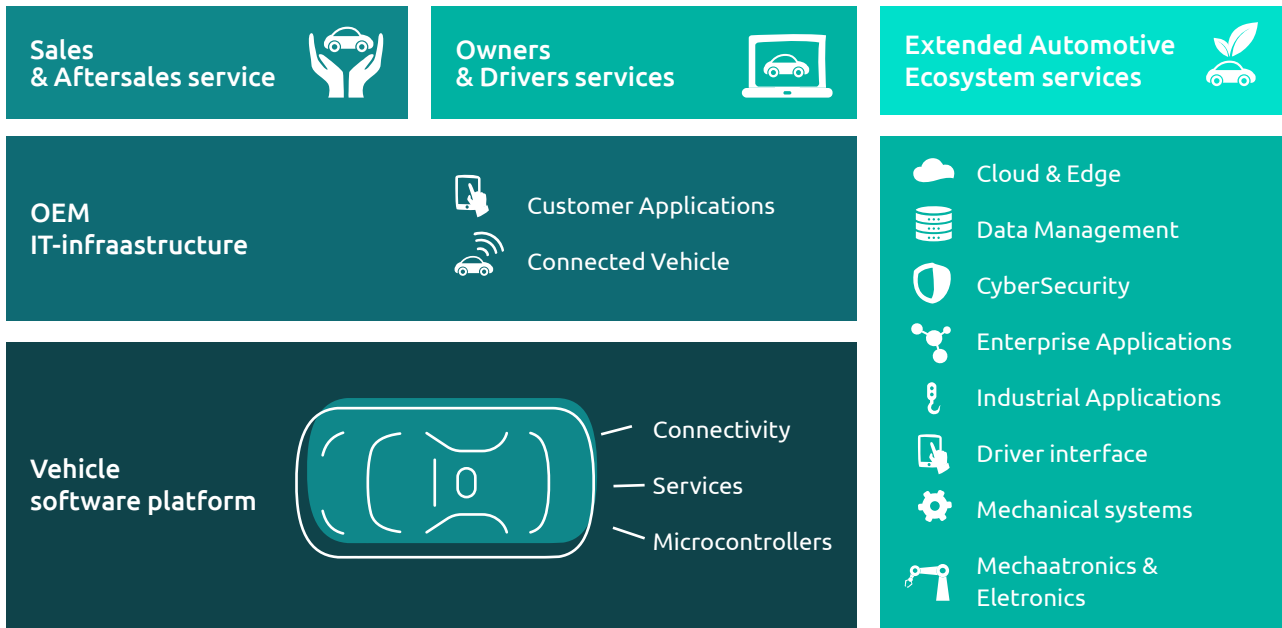 Sales
& Aftersales service
Owners
& Drivers services
Extended Automotive
Ecosystem services
OEM
IT-infraastructure
Customer Applications
Connected Vehicle
Vehicle
software platform
Connectivity
Services
Microcontrollers
Cloud & Edge
Data Management
CyberSecurity
Enterprise Applications
Industrial Applications
Driver interface
Mechanical systems
Mechaatronics &
Eletronics